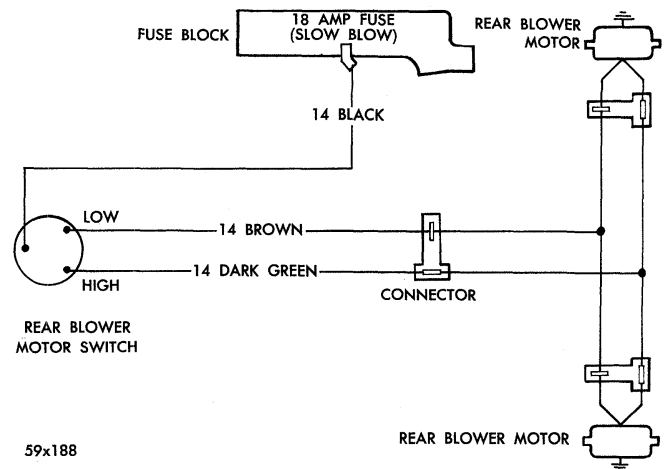 18 AMP FUSE
(SLOW BLOW)
FUSE BLOCK
REAR BLOWER
MOTOR
14 BLACK
LOW
14 BROWN
14 DARK GREEN
HIGH
CONNECTOR
REAR BLOWER
MOTOR SWITCH
REAR BLOWER MOTOR
59x188